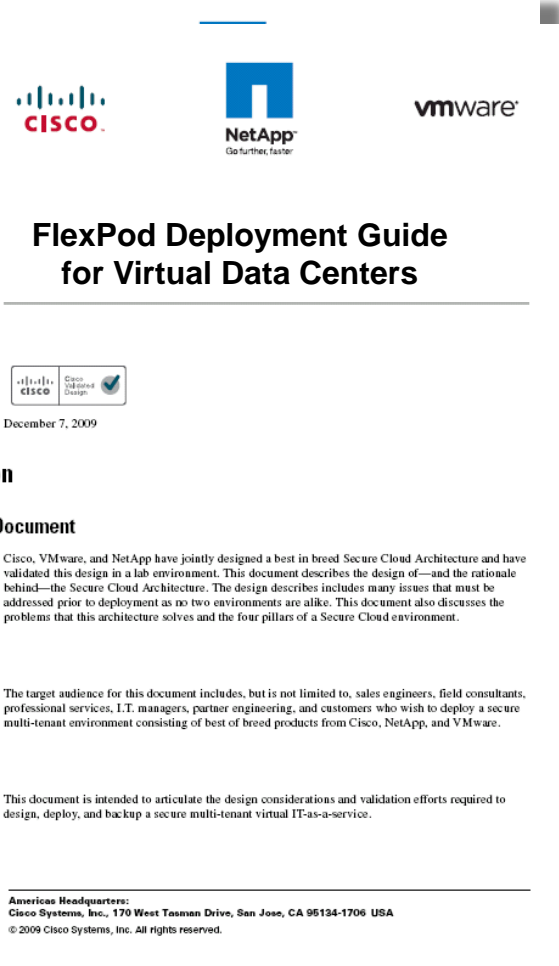 CISCO
NetApp™
Go further, faster
vmware®
FlexPod Deployment Guide
for Virtual Data Centers
CISCO
Cisco
Validated
Design
December 7, 2009
n
Document
Cisco, VMware, and NetApp have jointly designed a best in breed Secure Cloud Architecture and have
validated this design in a lab environment. This document describes the design of—and the rationale
behind—the Secure Cloud Architecture. The design describes includes many issues that must be
addressed prior to deployment as no two environments are alike. This document also discusses the
problems that this architecture solves and the four pillars of a Secure Cloud environment.
The target audience for this document includes, but is not limited to, sales engineers, field consultants,
professional services, I.T. managers, partner engineering, and customers who wish to deploy a secure
multi-tenant environment consisting of best of breed products from Cisco, NetApp, and VMware.
This document is intended to articulate the design considerations and validation efforts required to
design, deploy, and backup a secure multi-tenant virtual IT-as-a-service.
Americas Headquarters:
Cisco Systems, Inc., 170 West Tasman Drive, San Jose, CA 95134-1706 USA
© 2009 Cisco Systems, Inc. All rights reserved.